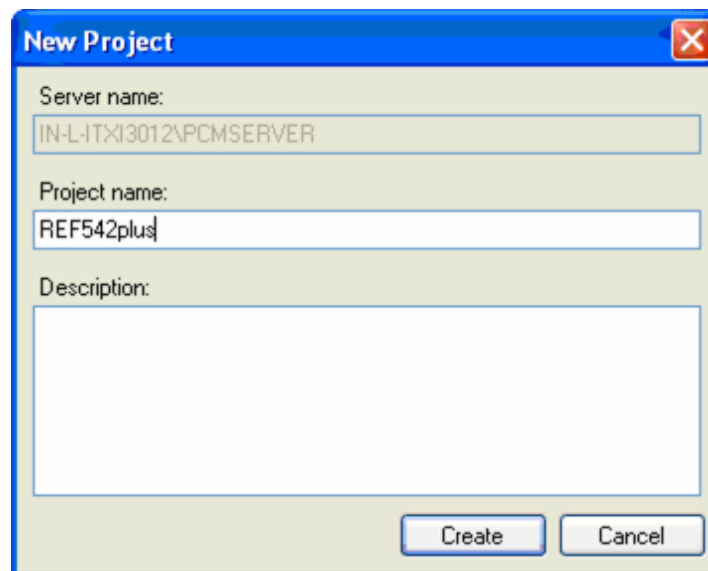 New Project
Server name:
IN-L-ITXI3012\PCMSERVER
Project name:
REF542plus
Description:
Create Cancel